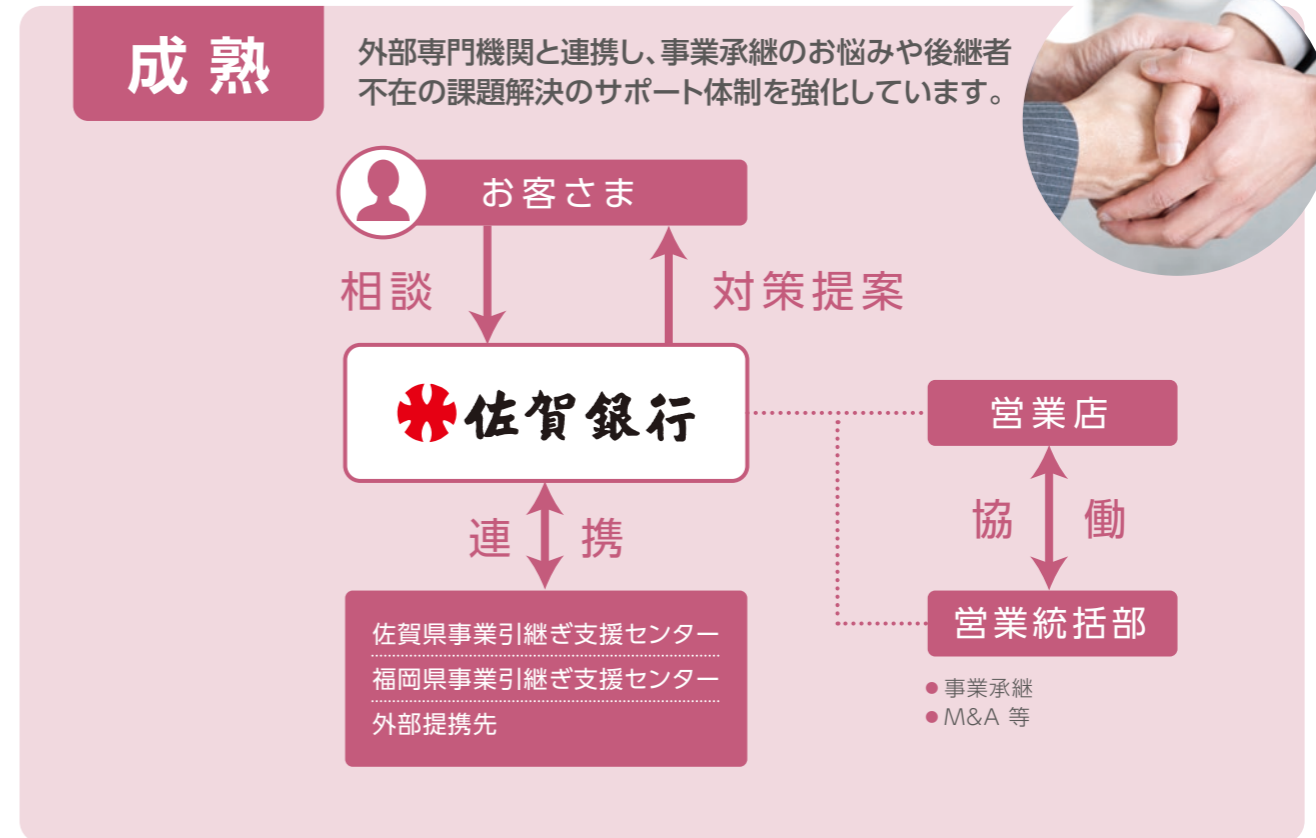 成熟
外部専門機関と連携し、事業承継のお悩みや後継者
不在の課題解決のサポート体制を強化しています。
お客さま
相談
対策提案
佐賀銀行
営業店
連携
協働
佐賀県事業引継ぎ支援センター
福岡県事業引継ぎ支援センター
外部提携先
営業統括部
●事業承継
●M&A 等